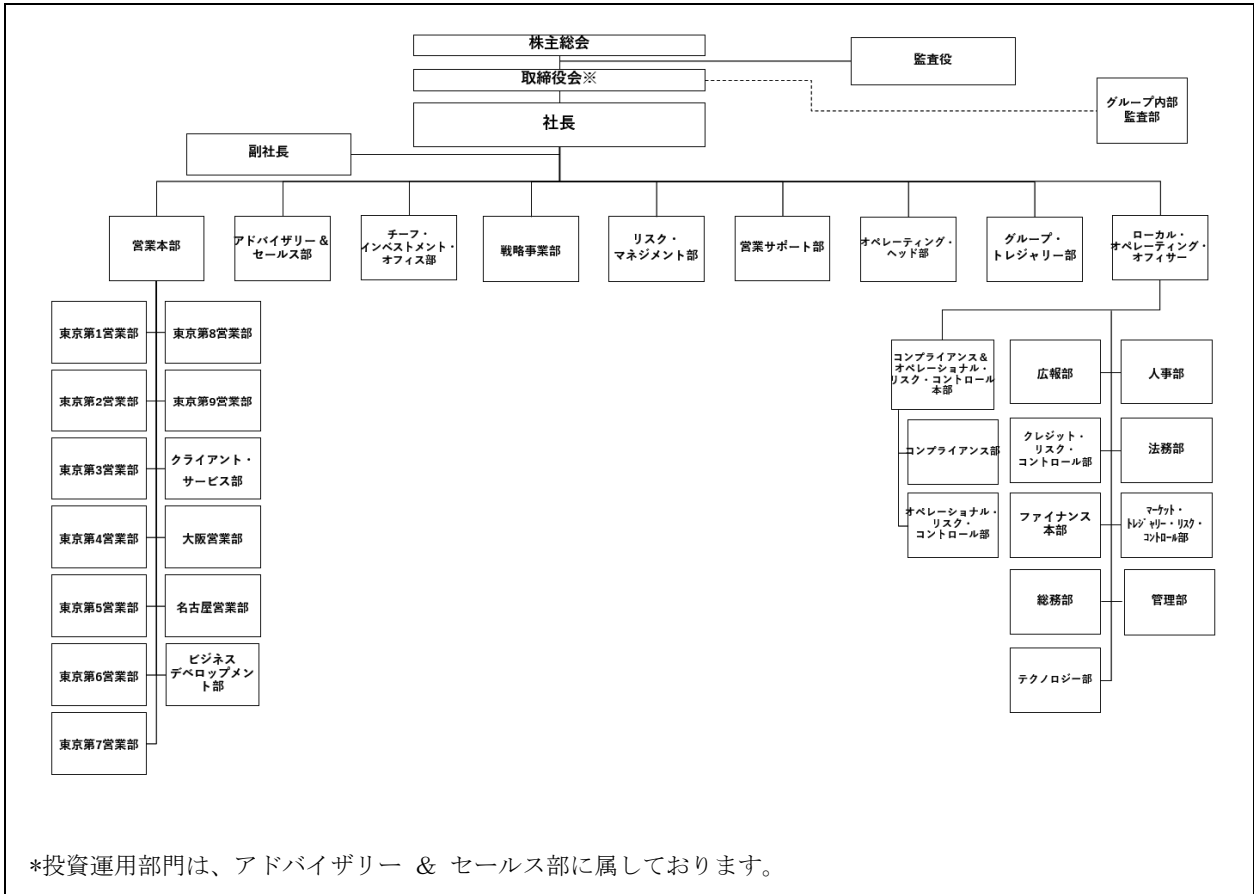 株主総会
監査役
取締役会※
グループ内部
監査部
社長
副社長
営業本部
アドバイザリー &
セールス部
チーフ・
インベストメント・
オフィス部
戦略事業部
リスク・
マネジメント部
営業サポート部
オペレーティング・
ヘッド部
グループ・
トレジャリー部
ローカル・
オペレーティング・
オフィサー
東京第1営業部
東京第8営業部
東京第2営業部
東京第9営業部
東京第3営業部
クライアント・
サービス部
東京第4営業部
大阪営業部
東京第5営業部
名古屋営業部
東京第6営業部
ビジネス
デベロップメン
ト部
東京第7営業部
コンプライアンス&
オペレーショナル・
リスク・コントロール
本部
コンプライアンス部
オペレーショナル・
リスク・
コントロール部
広報部
人事部
クレジット・
リスク・
コントロール部
法務部
ファイナンス
本部
マーケット・
トレジャリー・リスク・
コントロール部
総務部
管理部
テクノロジー部
*投資運用部門は、アドバイザリー & セールス部に属しております。